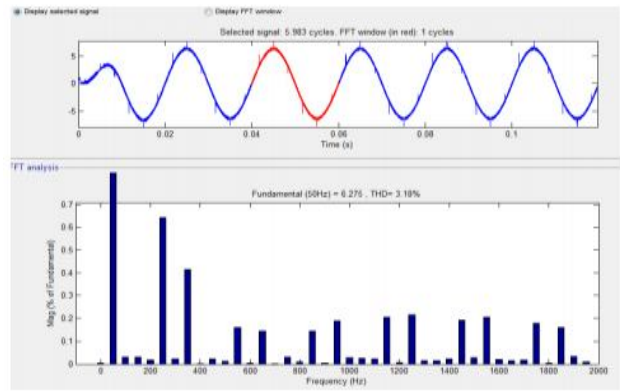 Display selected signal
Display FFT window
Selected signal: 5.983 cycles. FFT window (in red): 1 cycles
5
0
-5
0 0.02 0.04 0.06 0.08 0.1
Time (s)
FFT analysis
Fundamental (50Hz) = 6.275 , THD= 3.19%
0.7
0.6
0.5
0.4
0.3
0.2
0.1
0
Mag (% of Fundamental)
0 200 400 600 800 1000 1200 1400 1600 1800 2000
Frequency (Hz)